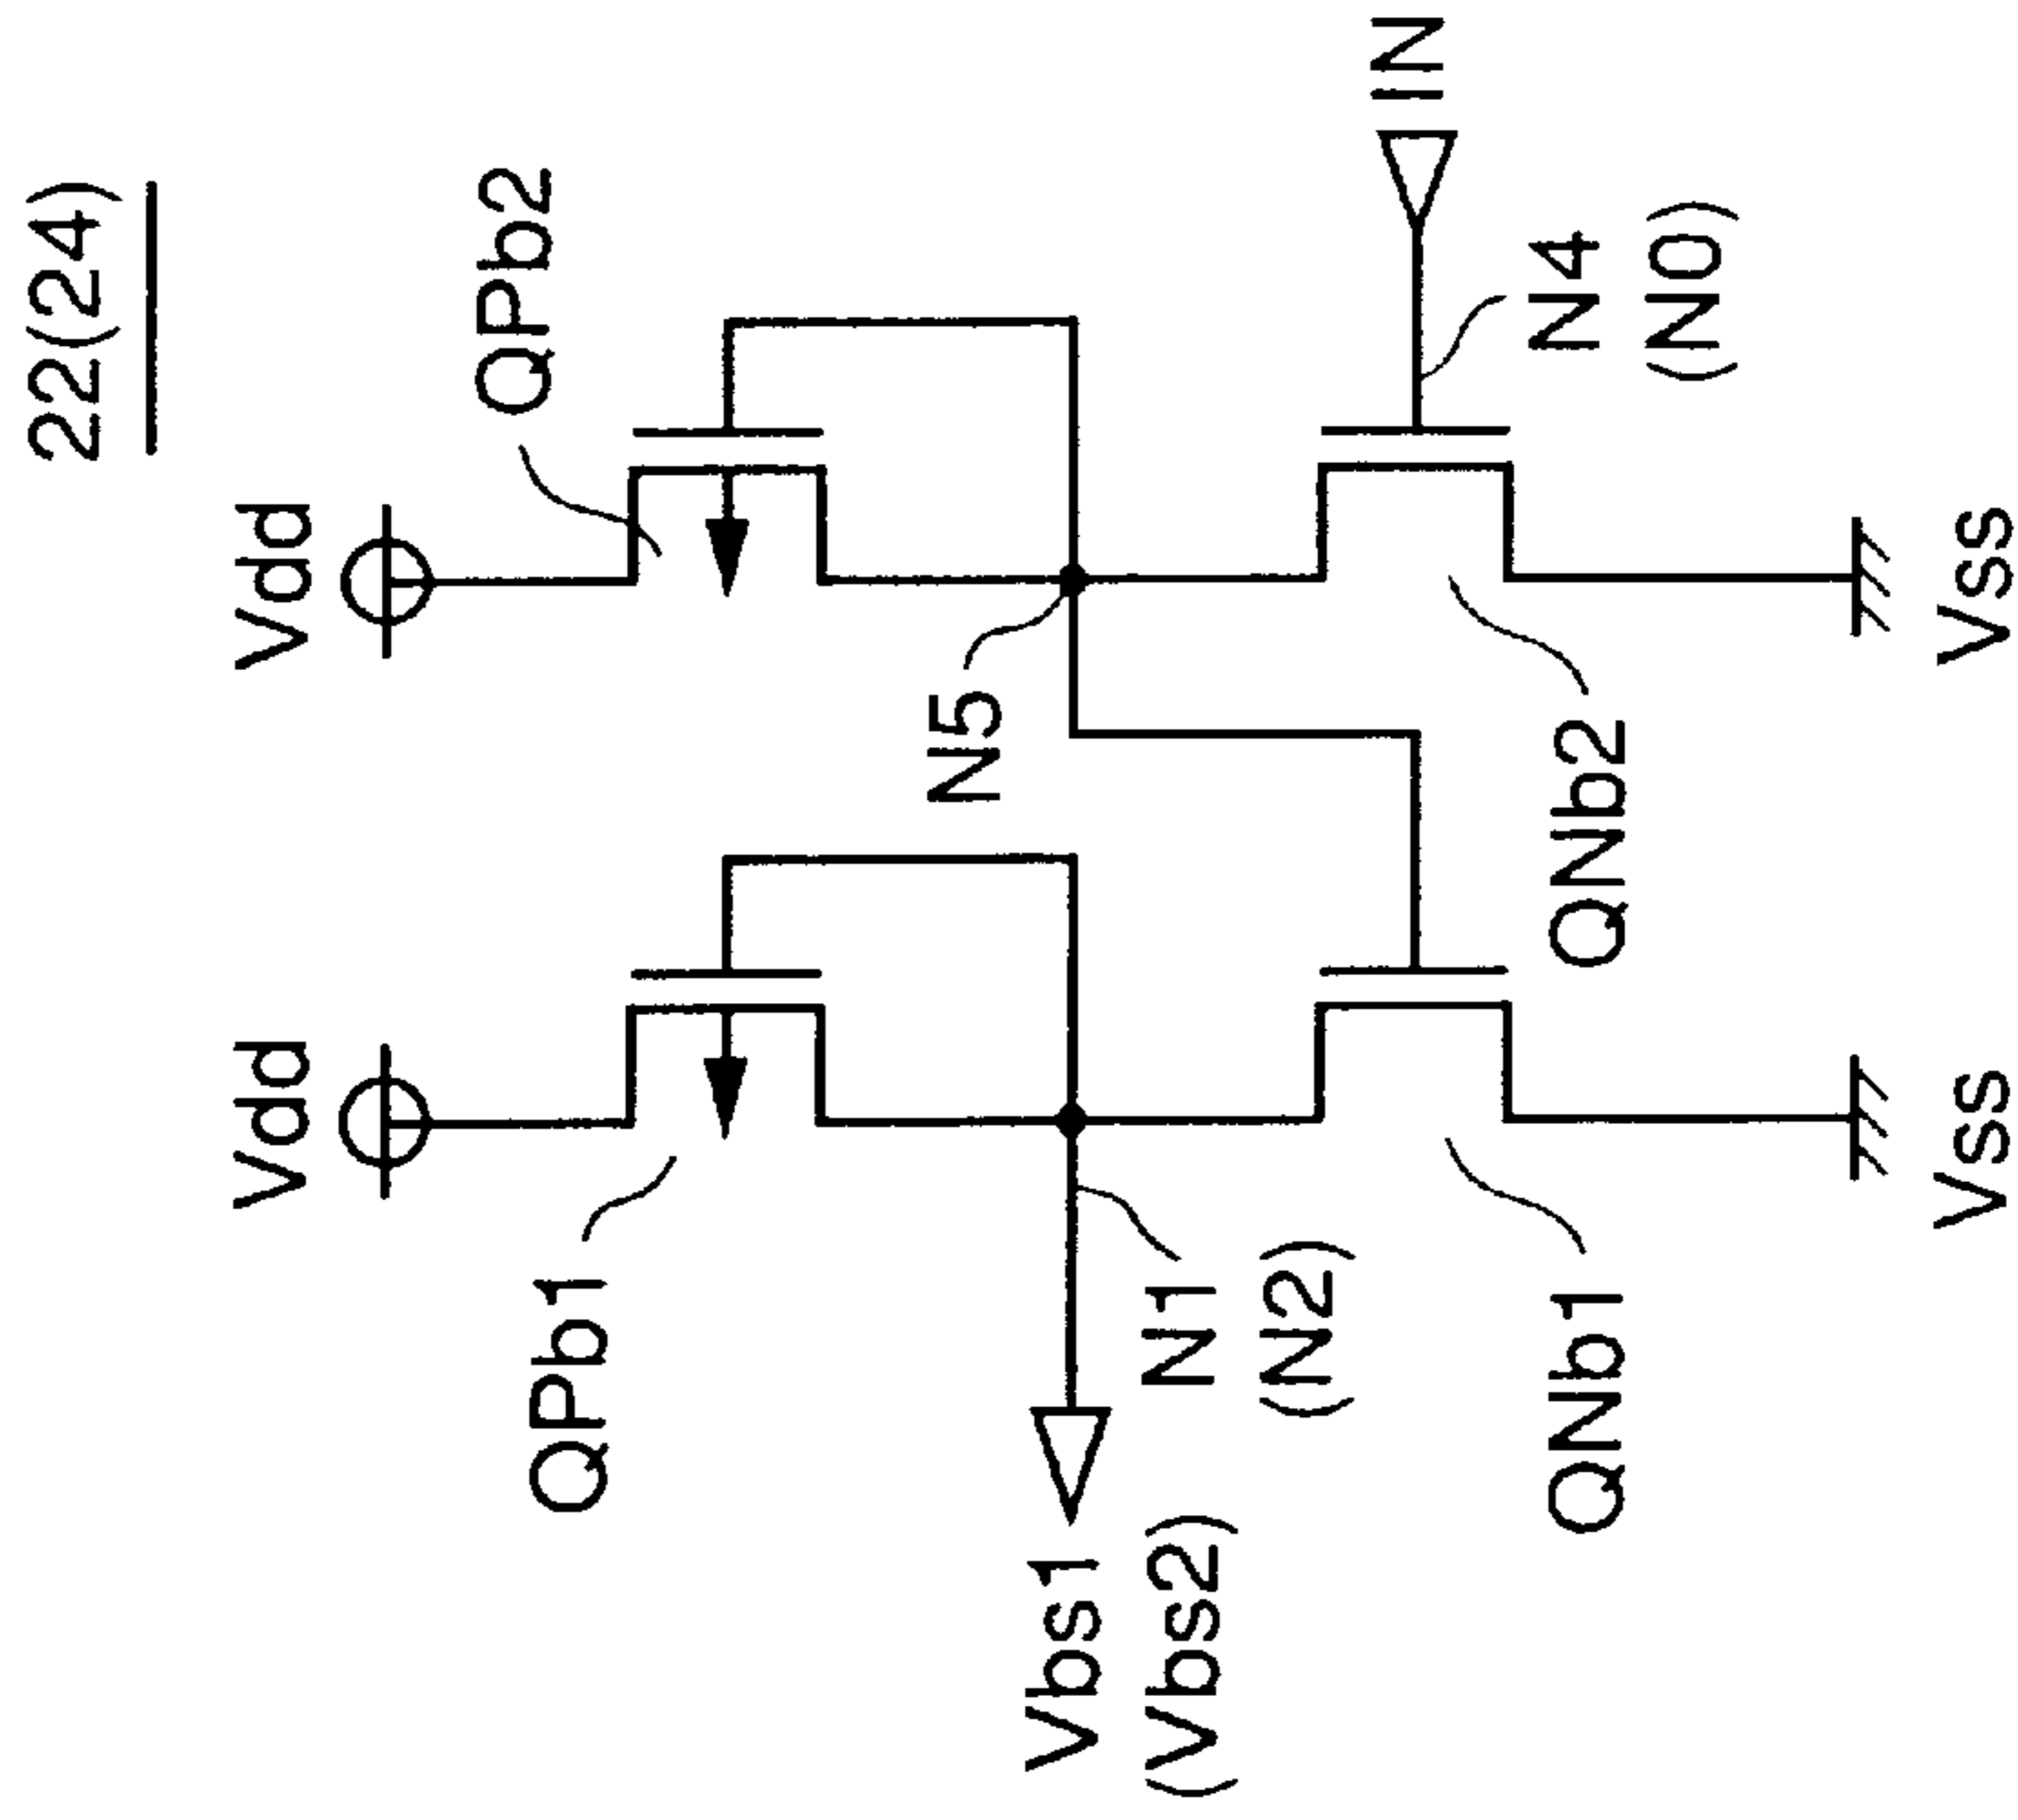 22(24)
Vdd
Vdd
QPb1
QPb2
N5
Vbs1
(Vbs2)
N1
(N2)
IN
N4
(N0)
QNb1
QNb2
Vss
Vss